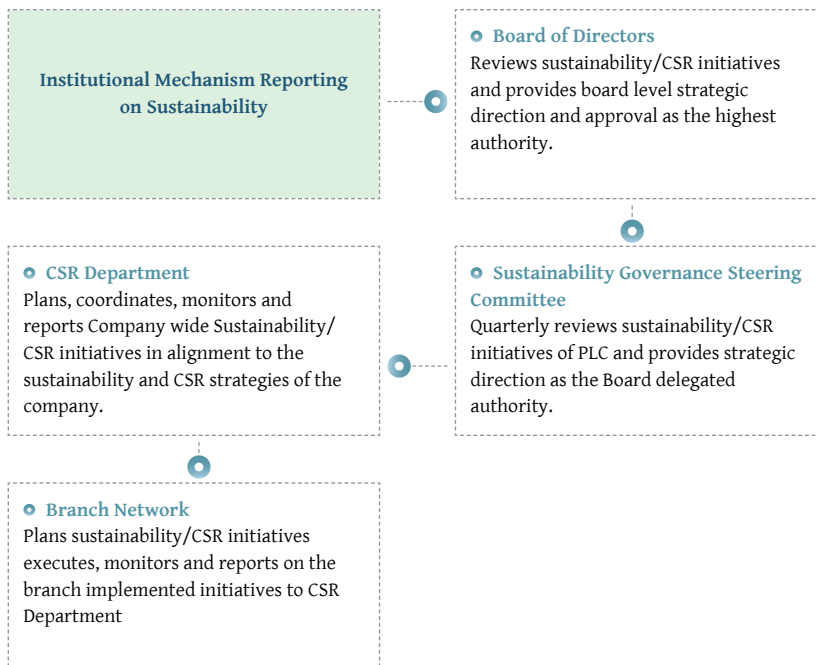 Institutional Mechanism Reporting
on Sustainability
Board of Directors
Reviews sustainability/CSR initiatives
and provides board level strategic
direction and approval as the highest
authority.
Sustainability Governance Steering
Committee
Quarterly reviews sustainability/CSR
initiatives of PLC and provides strategic
direction as the Board delegated
authority.
CSR Department
Plans, coordinates, monitors and
reports Company wide Sustainability/
CSR initiatives in alignment to the
sustainability and CSR strategies of the
company.
Branch Network
Plans sustainability/CSR initiatives
executes, monitors and reports on the
branch implemented initiatives to CSR
Department